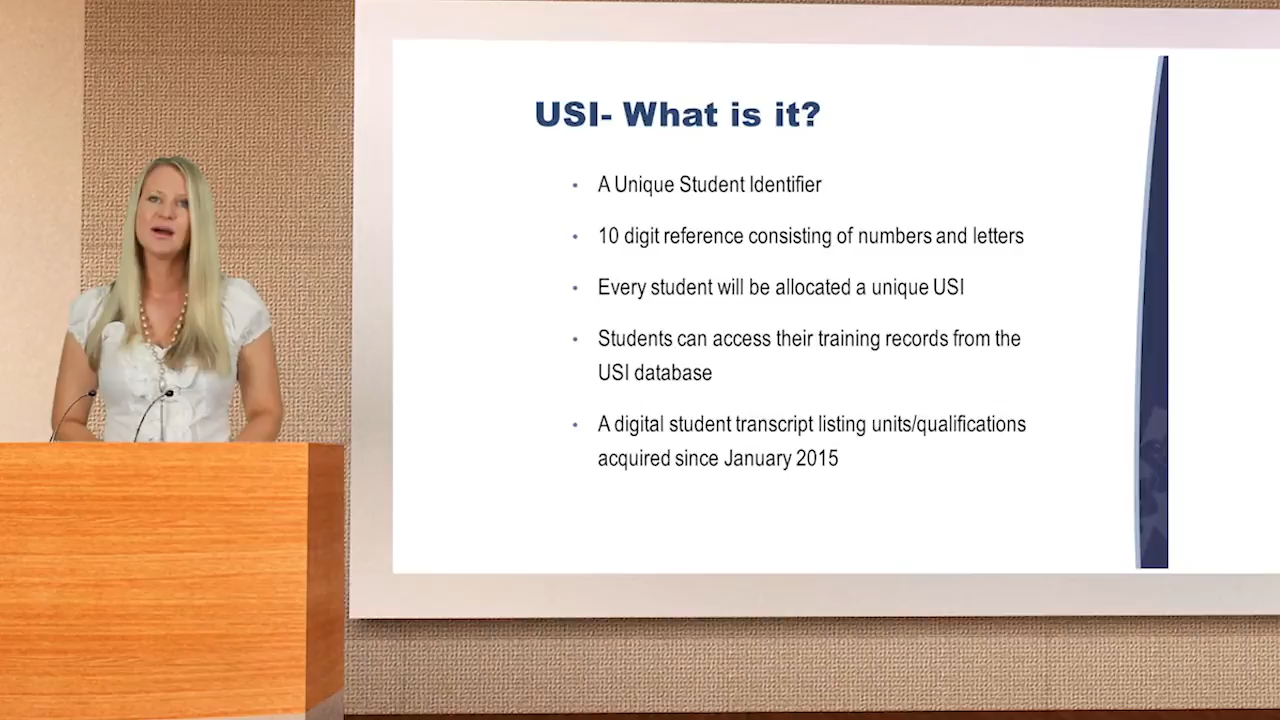 USI- What is it?
• A Unique Student Identifier
• 10 digit reference consisting of numbers and letters
• Every student will be allocated a unique USI
• Students can access their training records from the
USI database
• A digital student transcript listing units/qualifications
acquired since January 2015